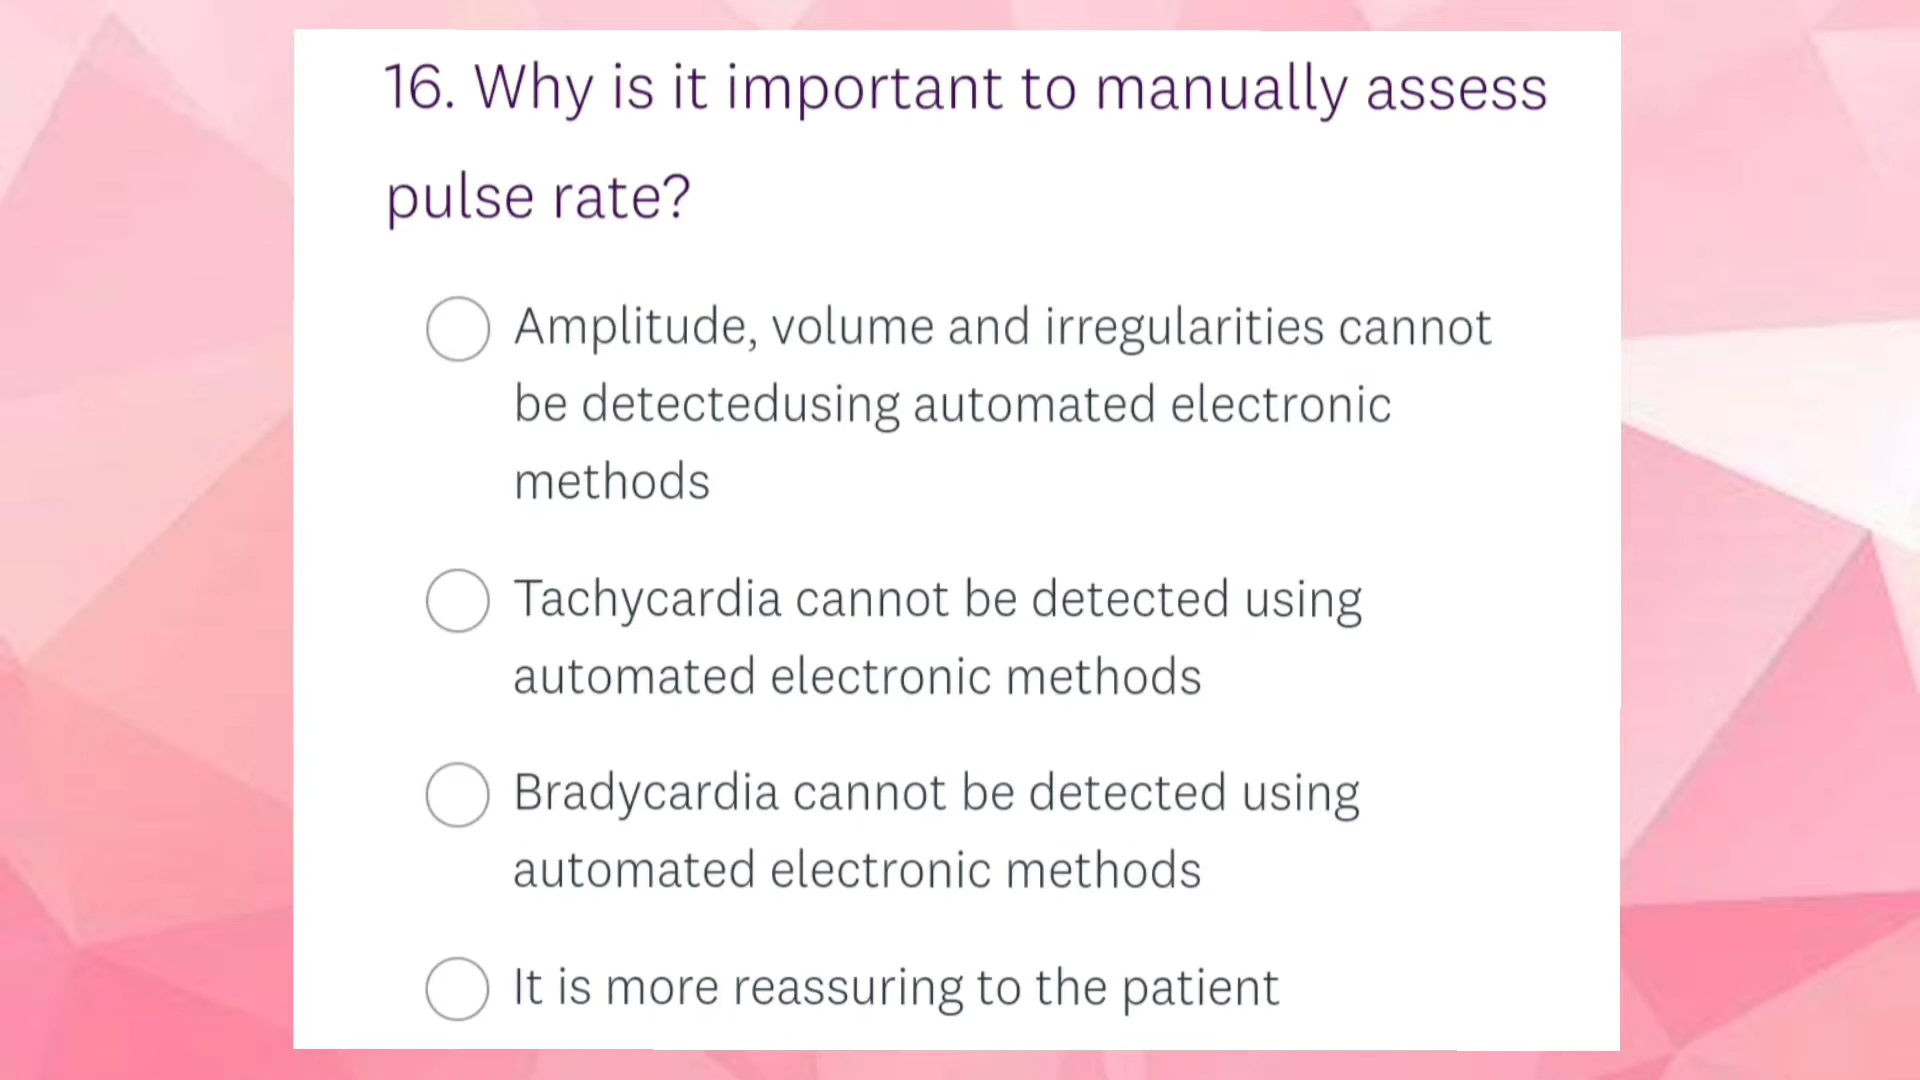 16. Why is it important to manually assess
pulse rate?
Amplitude, volume and irregularities cannot
be detectedusing automated electronic
methods
Tachycardia cannot be detected using
automated electronic methods
Bradycardia cannot be detected using
automated electronic methods
It is more reassuring to the patient